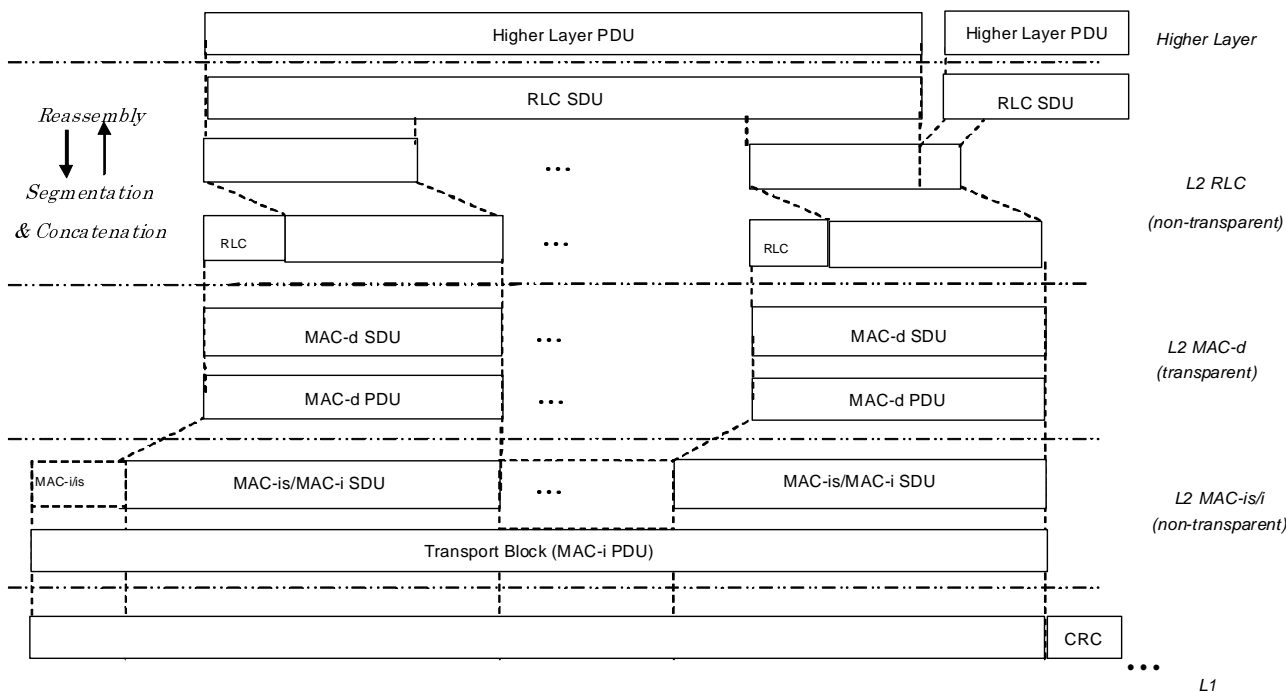 Higher Layer PDU
Higher Layer PDU
Higher Layer
RLC SDU
RLC SDU
Reassembly
Segmentation
& Concatenation
...
L2 RLC
(non-transparent)
RLC
...
RLC
MAC-d SDU
...
MAC-d SDU
L2 MAC-d
(transparent)
MAC-d PDU
...
MAC-d PDU
MAC-i/is
MAC-is/MAC-i SDU
...
MAC-is/MAC-i SDU
L2 MAC-is/i
(non-transparent)
Transport Block (MAC-i PDU)
CRC
...
L1